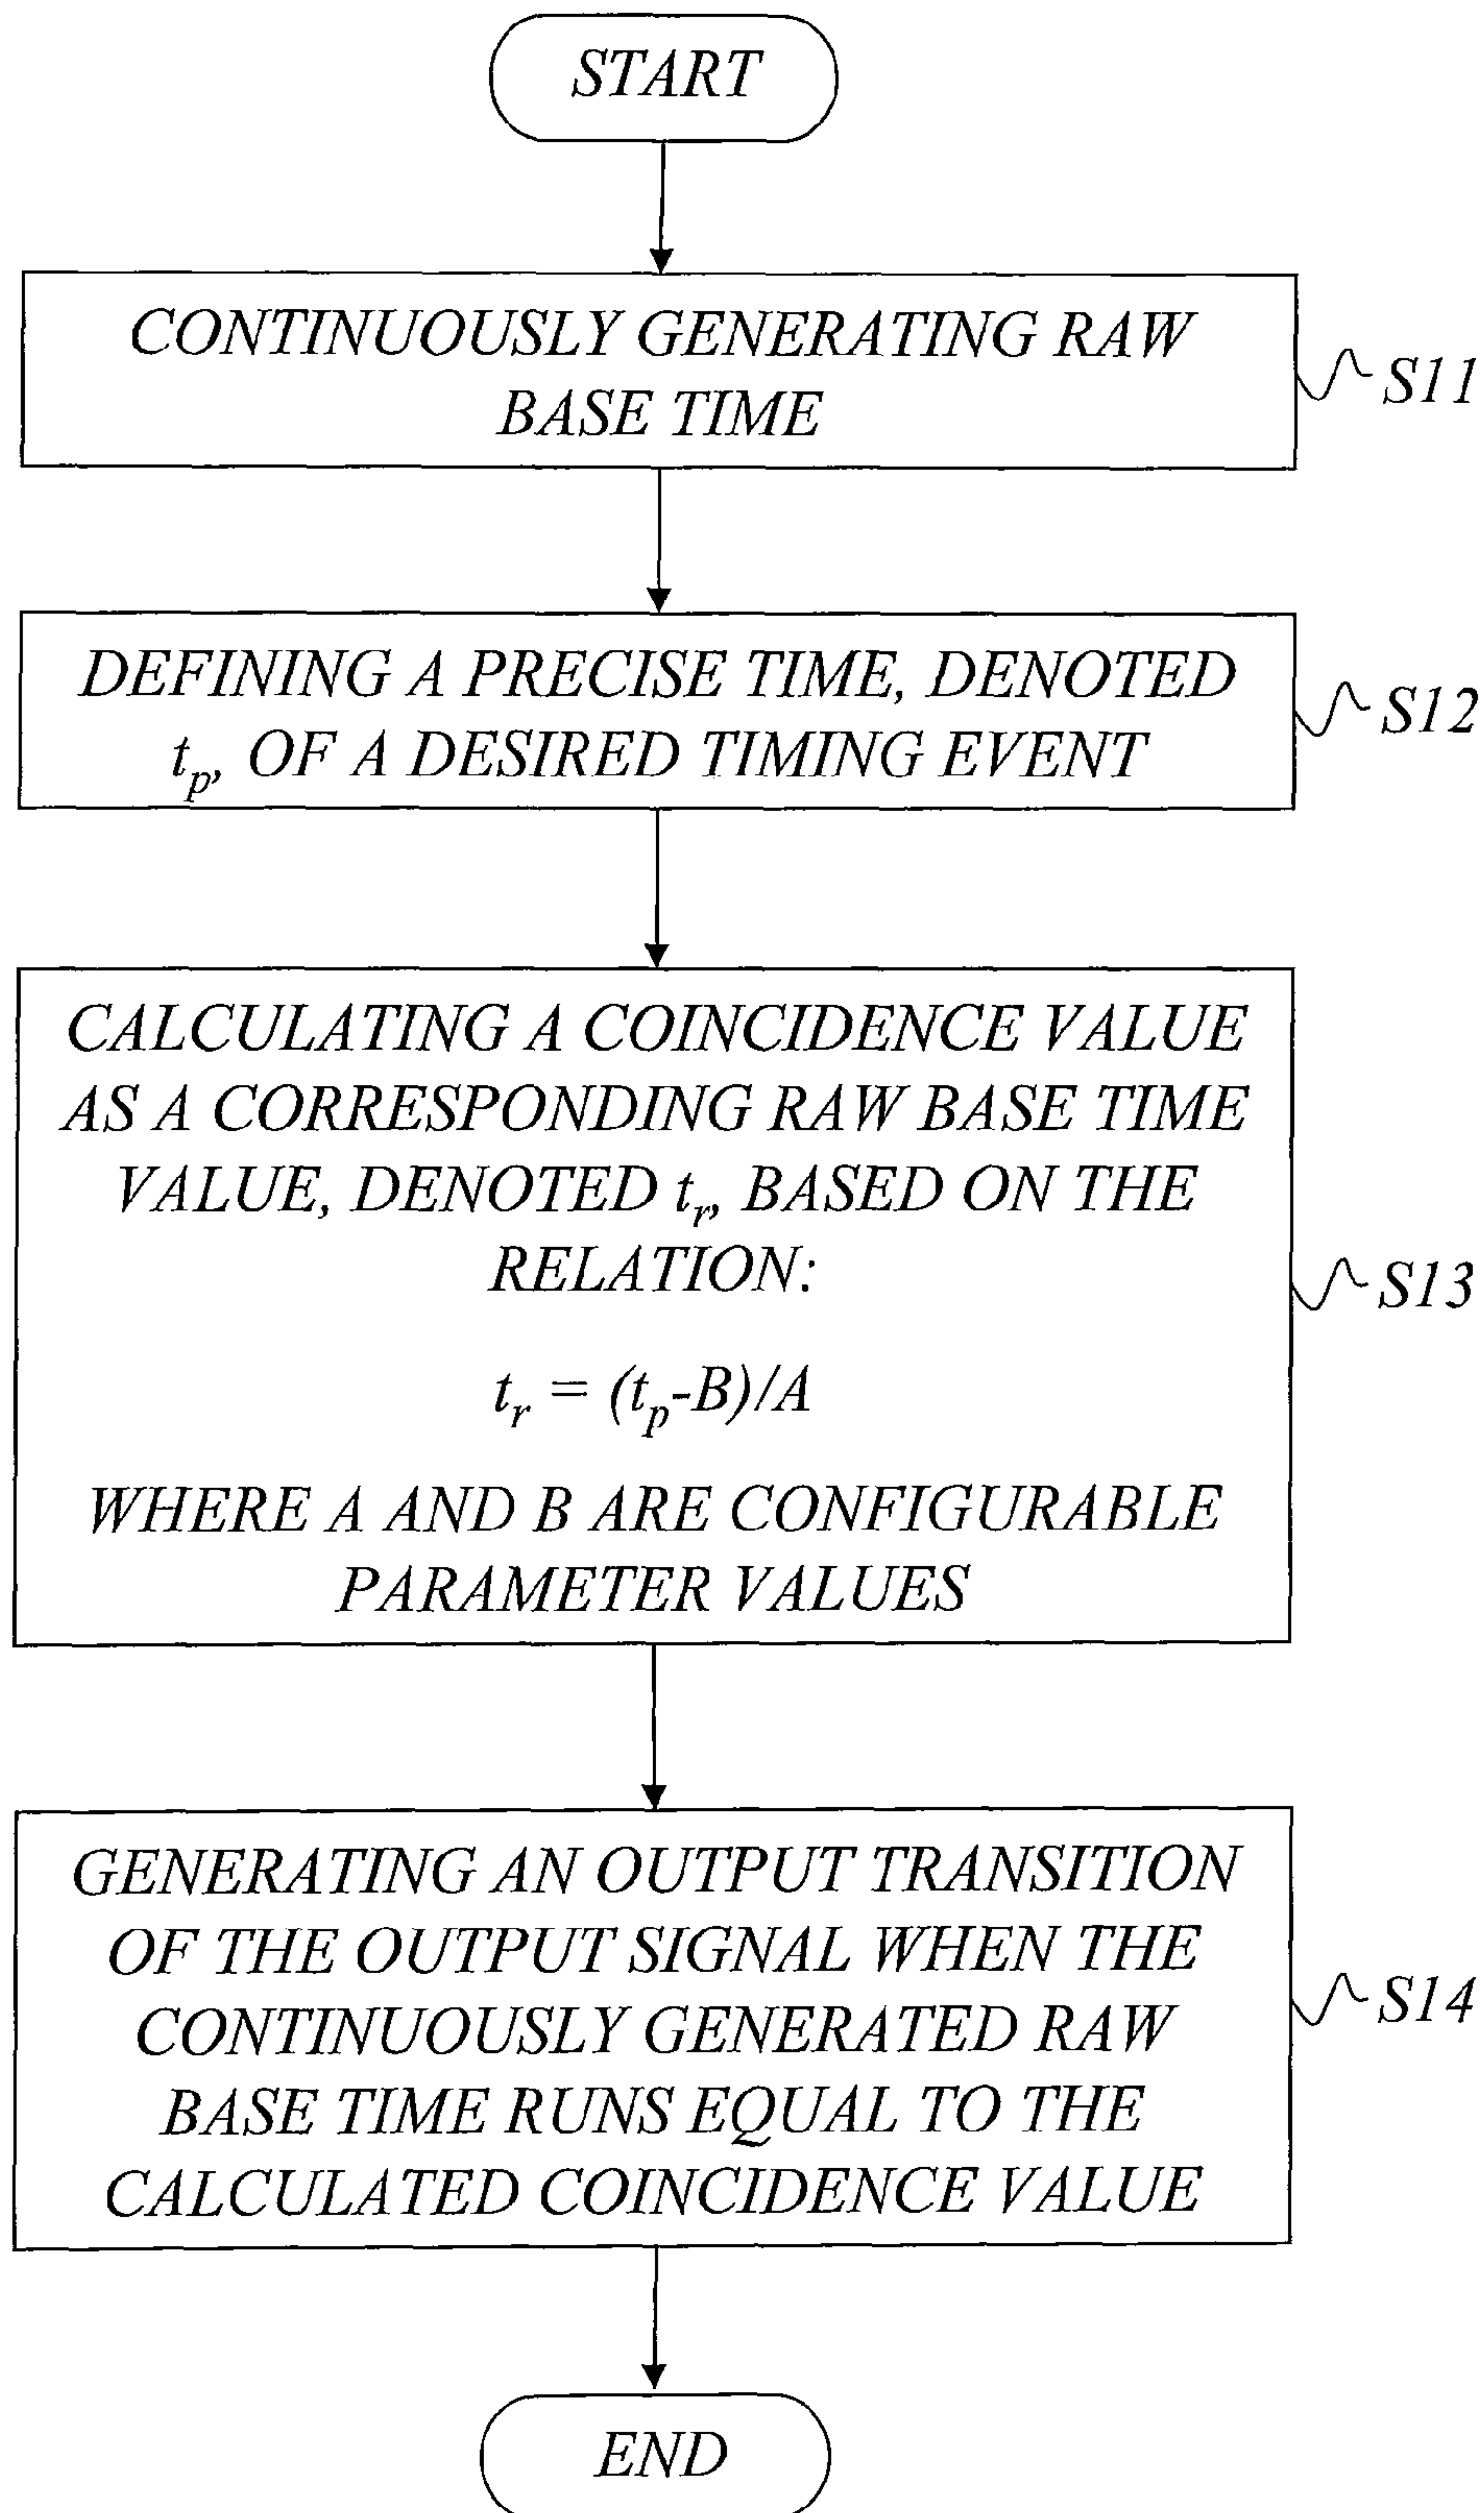 START
CONTINUOUSLY GENERATING RAW
BASE TIME
S11
DEFINING A PRECISE TIME, DENOTED
tp, OF A DESIRED TIMING EVENT
S12
CALCULATING A COINCIDENCE VALUE
AS A CORRESPONDING RAW BASE TIME
VALUE, DENOTED tr, BASED ON THE
RELATION:
tr = (tp-B)/A
WHERE A AND B ARE CONFIGURABLE
PARAMETER VALUES
S13
GENERATING AN OUTPUT TRANSITION
OF THE OUTPUT SIGNAL WHEN THE
CONTINUOUSLY GENERATED RAW
BASE TIME RUNS EQUAL TO THE
CALCULATED COINCIDENCE VALUE
S14
END